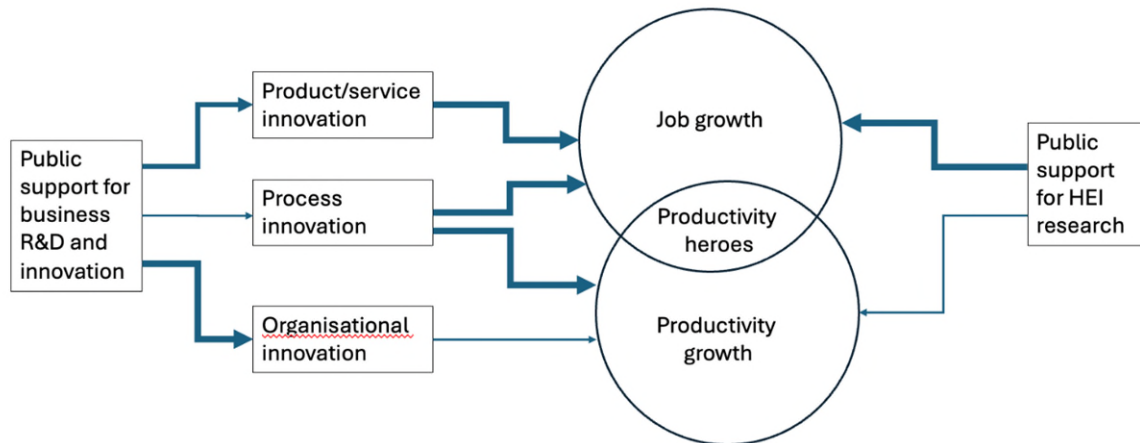 Public
support for
business
R&D and
innovation
Product/service
innovation
Process
innovation
Organisational
innovation
Job growth
Productivity
heroes
Productivity
growth
Public
support
for HEI
research